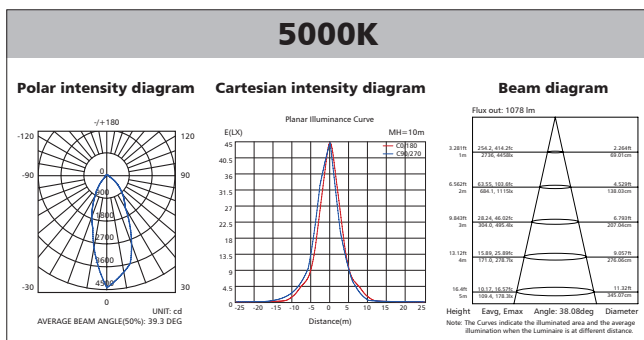 5000K
Polar intensity diagram
Cartesian intensity diagram
Beam diagram
-/+180
-120
120
-90
90
-30
30
0
900
1800
2700
3600
4500
0
UNIT: cd
AVERAGE BEAM ANGLE(50%): 39.3 DEG
Planar Illuminance Curve
E(LX)
MH=10m
C0/180
C90/270
45
40.5
36
31.5
27
22.5
18
13.5
9
4.5
0
-25 -20 -15 -10 -5 0 5 10 15 20 25
Distance(m)
Flux out: 1078 lm
3.281ft 254.2, 414.2fc 2.264ft
1m 2736, 4458lx 69.01cm
6.562ft 63.55, 103.6fc 4.529ft
2m 684.1, 1115lx 138.03cm
9.843ft 28.24, 46.02fc 6.793ft
3m 304.0, 495.4lx 207.04cm
13.12ft 15.89, 25.89fc 9.057ft
4m 171.0, 278.7lx 276.06cm
16.4ft 10.17, 16.57fc 11.32ft
5m 109.4, 178.3lx 345.07cm
Height Eavg, Emax Angle: 38.08deg Diameter
Note: The Curves indicate the illuminated area and the average
illumination when the Luminaire is at different distance.